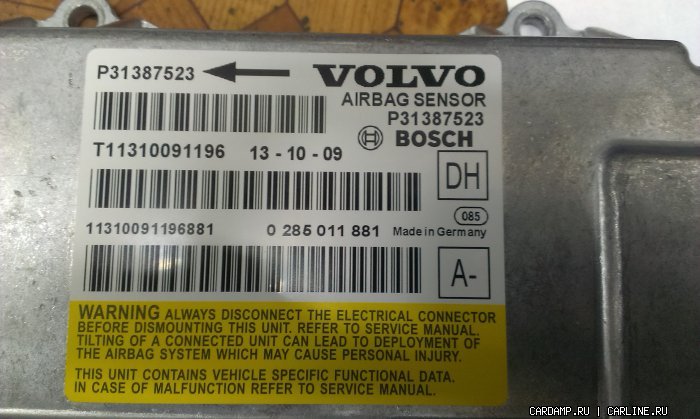 P31387523
VOLVO
AIRBAG SENSOR
P31387523
BOSCH
T11310091196 13 - 10 - 09
DH
085
11310091196881 0 285 011 881 Made in Germany
A-
WARNING ALWAYS DISCONNECT THE ELECTRICAL CONNECTOR
BEFORE DISMOUNTING THIS UNIT. REFER TO SERVICE MANUAL.
TILTING OF A CONNECTED UNIT CAN LEAD TO DEPLOYMENT OF
THE AIRBAG SYSTEM WHICH MAY CAUSE PERSONAL INJURY.
THIS UNIT CONTAINS VEHICLE SPECIFIC FUNCTIONAL DATA.
IN CASE OF MALFUNCTION REFER TO SERVICE MANUAL.
CARDAMP.RU | CARLINE.RU